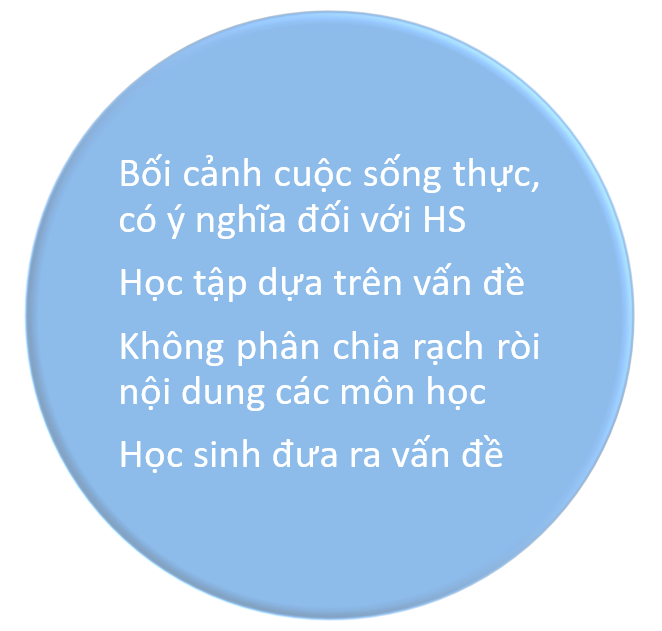 Bối cảnh cuộc sống thực,
có ý nghĩa đối với HS
Học tập dựa trên vấn đề
Không phân chia rạch ròi
nội dung các môn học
Học sinh đưa ra vấn đề